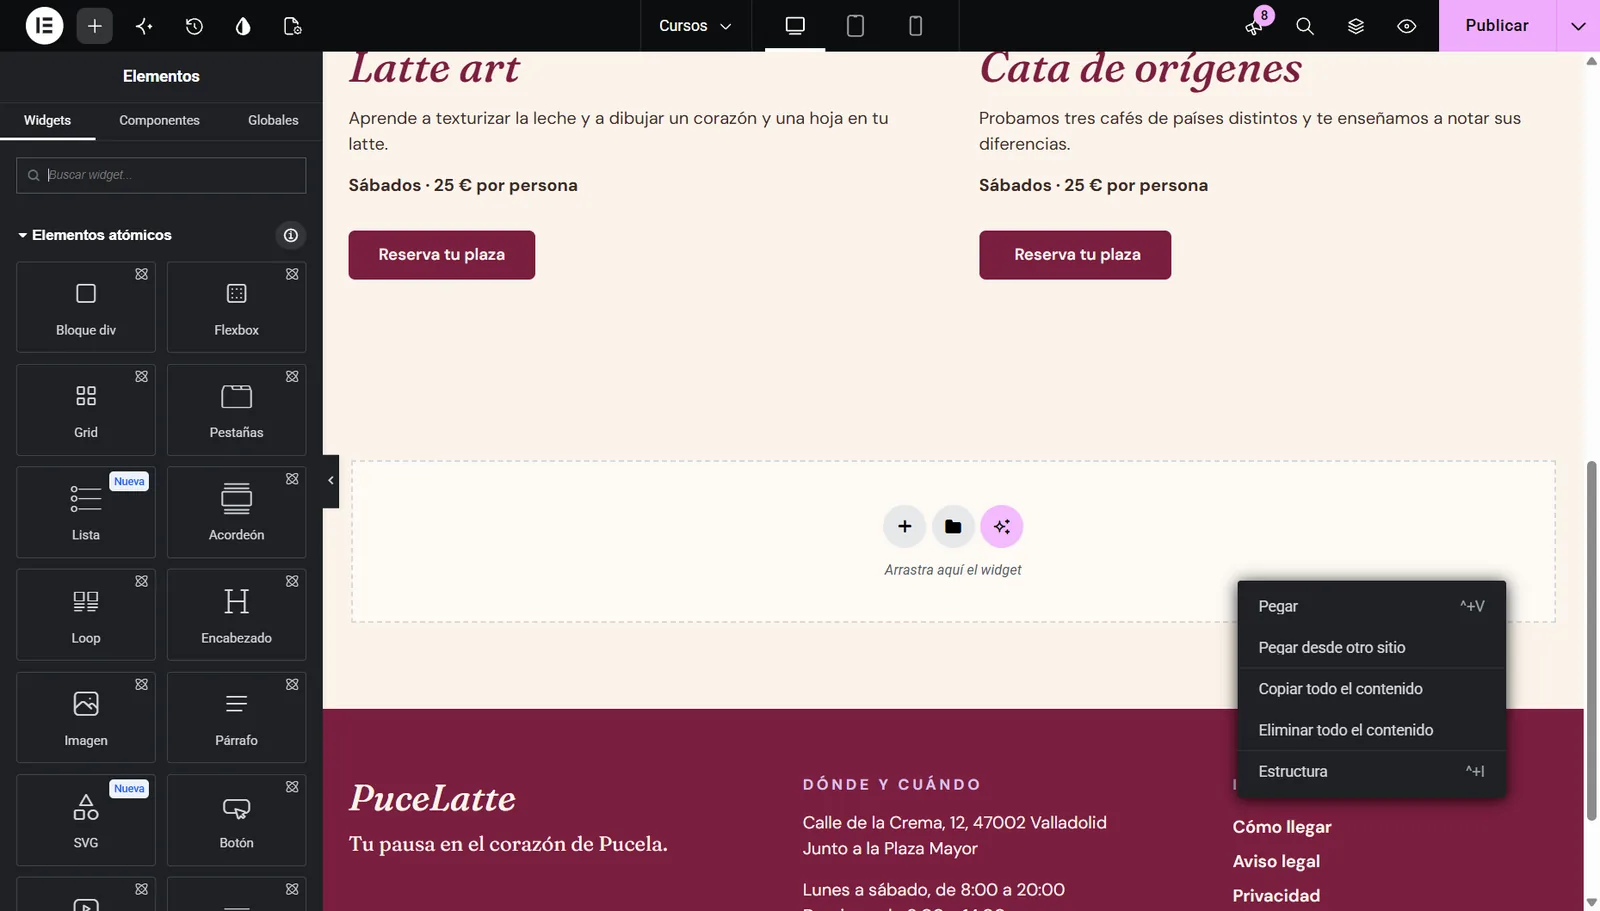 Cursos
8
Publicar
Elementos
Widgets
Componentes
Globales
Buscar widget...
Elementos atómicos
Bloque div
Flexbox
Grid
Pestañas
Nueva
Lista
Acordeón
Loop
Encabezado
Imagen
Párrafo
Nueva
SVG
Botón
Latte art
Aprende a texturizar la leche y a dibujar un corazón y una hoja en tu
latte.
Sábados · 25 € por persona
Reserva tu plaza
Cata de orígenes
Probamos tres cafés de países distintos y te enseñamos a notar sus
diferencias.
Sábados · 25 € por persona
Reserva tu plaza
Arrastra aquí el widget
Pegar ^+V
Pegar desde otro sitio
Copiar todo el contenido
Eliminar todo el contenido
Estructura ^+I
PuceLatte
Tu pausa en el corazón de Pucela.
DÓNDE Y CUÁNDO
Calle de la Crema, 12, 47002 Valladolid
Junto a la Plaza Mayor
Lunes a sábado, de 8:00 a 20:00
Cómo llegar
Aviso legal
Privacidad